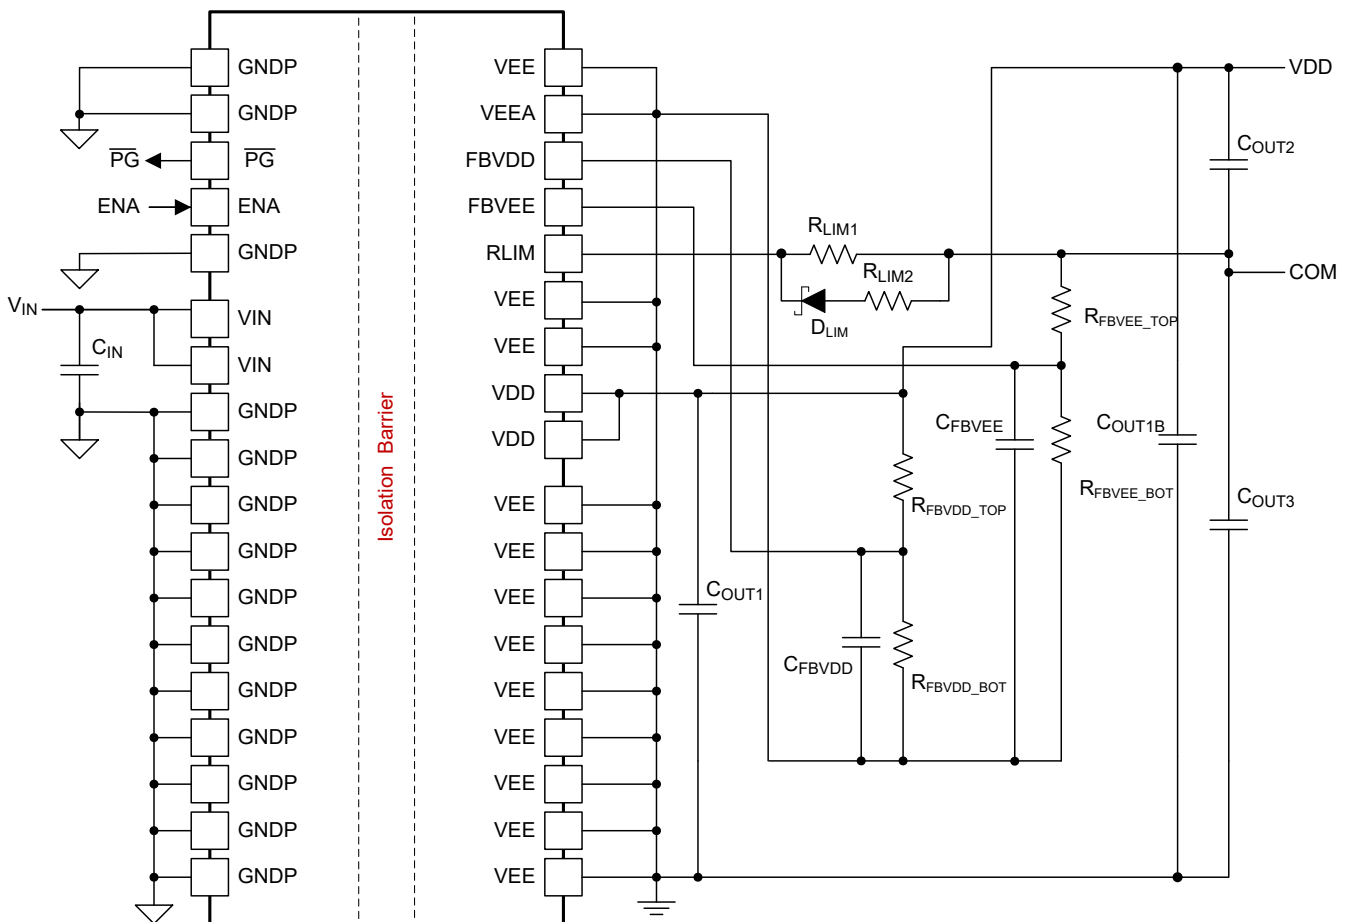 GNDP
GNDP
P̅G̅
P̅G̅
ENA
ENA
GNDP
VIN
VIN
CIN
VIN
GNDP
GNDP
GNDP
GNDP
GNDP
GNDP
GNDP
GNDP
GNDP
GNDP
GNDP
Isolation Barrier
VEE
VEEA
FBVDD
FBVEE
RLIM
VEE
VEE
VDD
VDD
VEE
VEE
VEE
VEE
VEE
VEE
VEE
VEE
VEE
RLIM1
RLIM2
DLIM
VDD
COUT2
COM
RFBVEE_TOP
CFBVEE
COUT1B
RFBVEE_BOT
COUT3
RFBVDD_TOP
COUT1
CFBVDD
RFBVDD_BOT